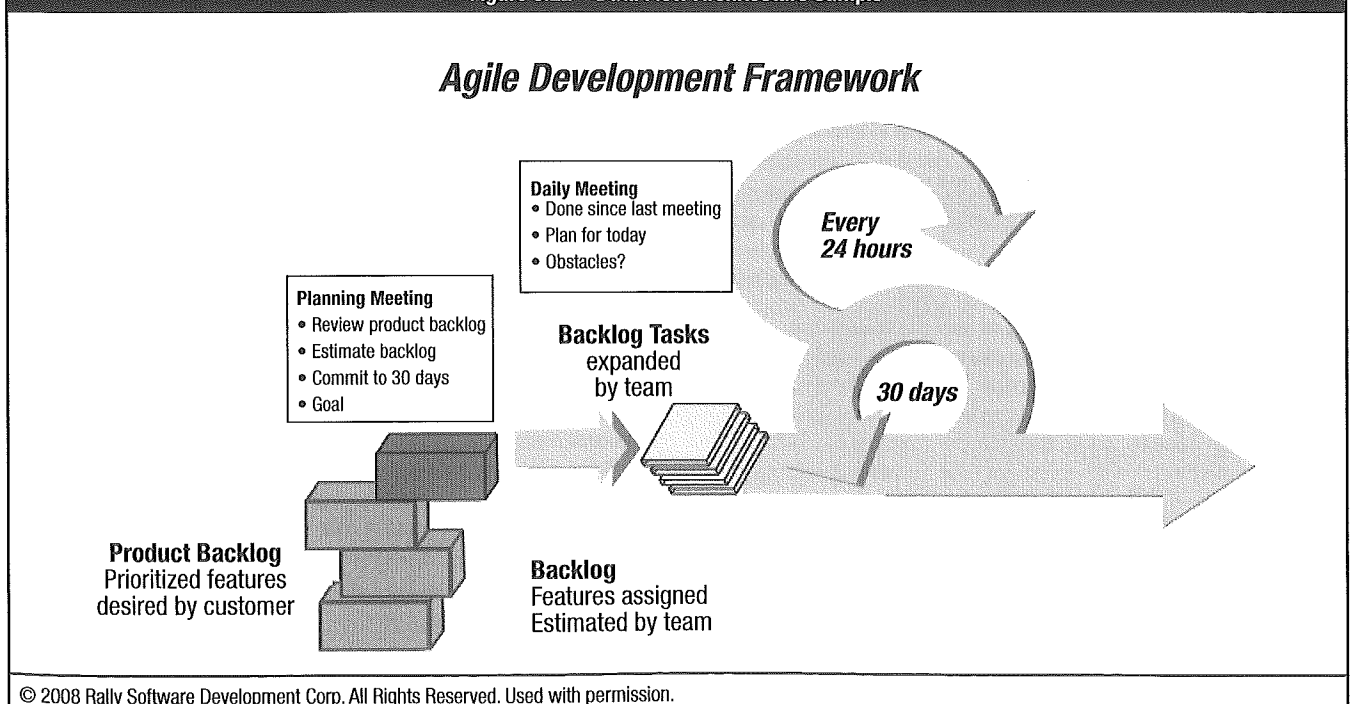 Agile Development Framework
Daily Meeting
• Done since last meeting
• Plan for today
• Obstacles?
Every
24 hours
Planning Meeting
• Review product backlog
• Estimate backlog
• Commit to 30 days
• Goal
Backlog Tasks
expanded
by team
30 days
Product Backlog
Prioritized features
desired by customer
Backlog
Features assigned
Estimated by team
© 2008 Rally Software Development Corp. All Rights Reserved. Used with permission.